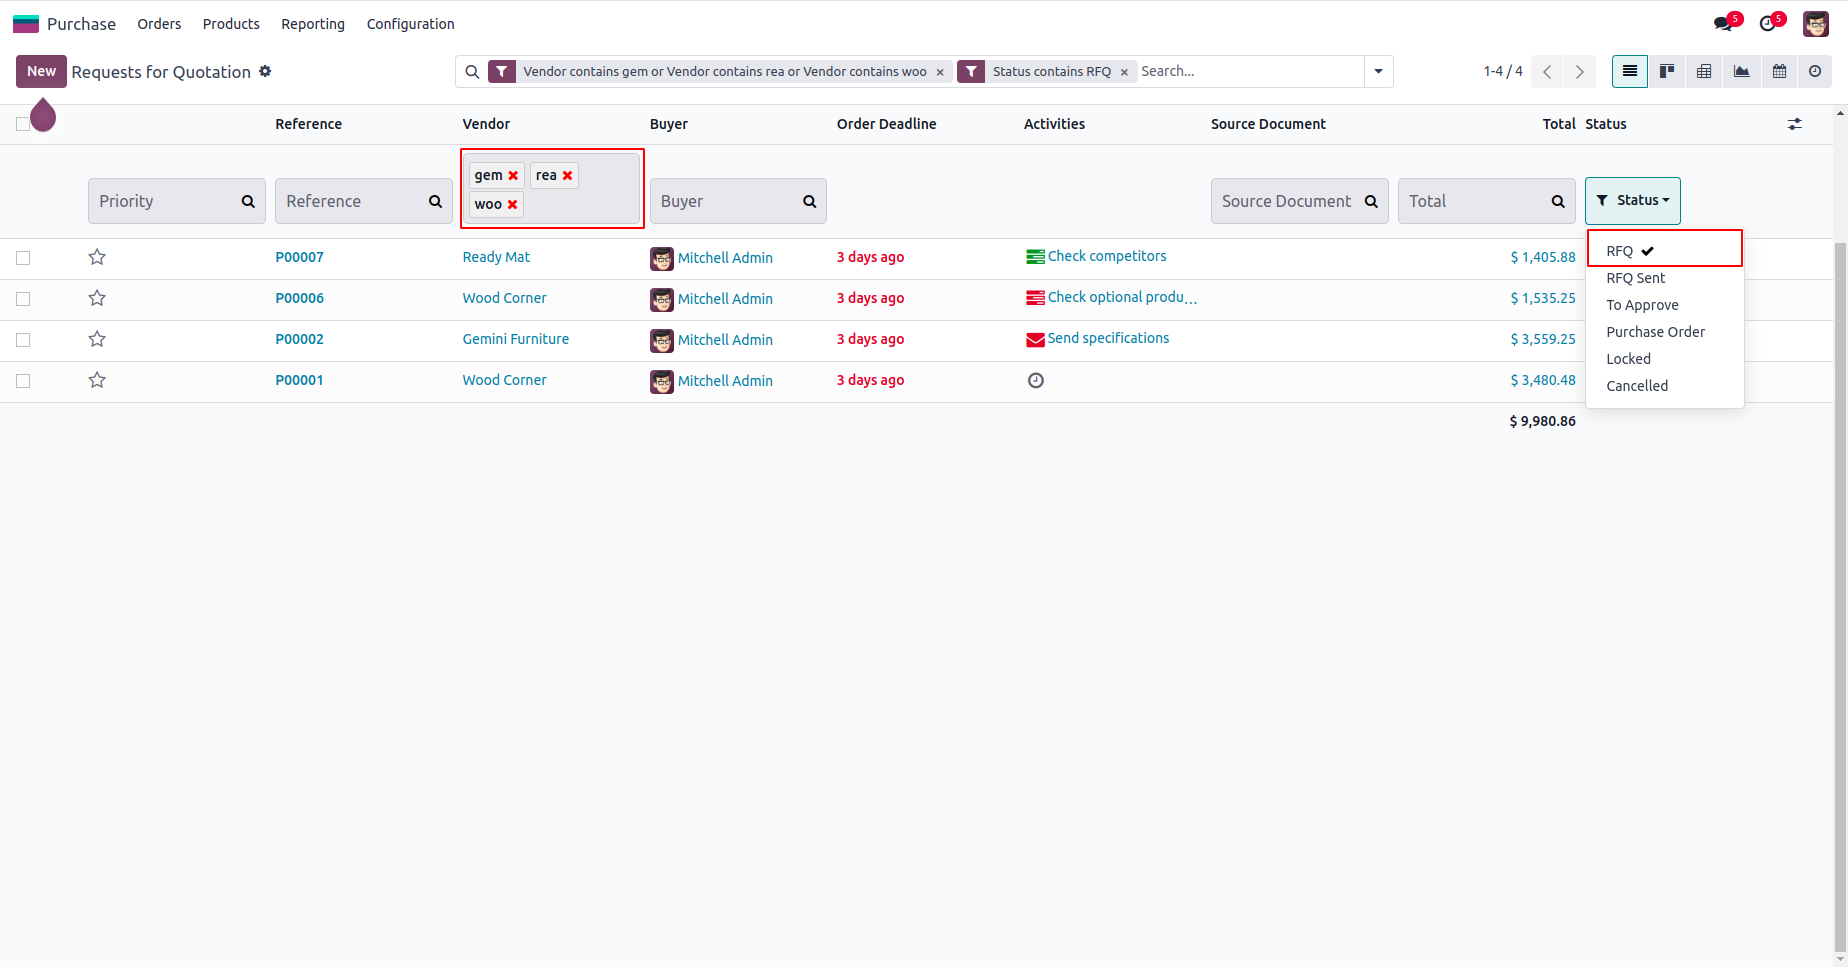 Purchase Orders Products Reporting Configuration 5 5
New Requests for Quotation Vendor contains gem or Vendor contains rea or Vendor contains woo × Status contains RFQ × Search... 1-4 / 4
Reference Vendor Buyer Order Deadline Activities Source Document Total Status
gem ✖ rea ✖
Priority Reference woo ✖ Buyer Source Document Total Status
P00007 Ready Mat Mitchell Admin 3 days ago Check competitors $ 1,405.88
P00006 Wood Corner Mitchell Admin 3 days ago Check optional produ... $ 1,535.25
P00002 Gemini Furniture Mitchell Admin 3 days ago Send specifications $ 3,559.25
P00001 Wood Corner Mitchell Admin 3 days ago $ 3,480.48
$ 9,980.86
RFQ ✔
RFQ Sent
To Approve
Purchase Order
Locked
Cancelled